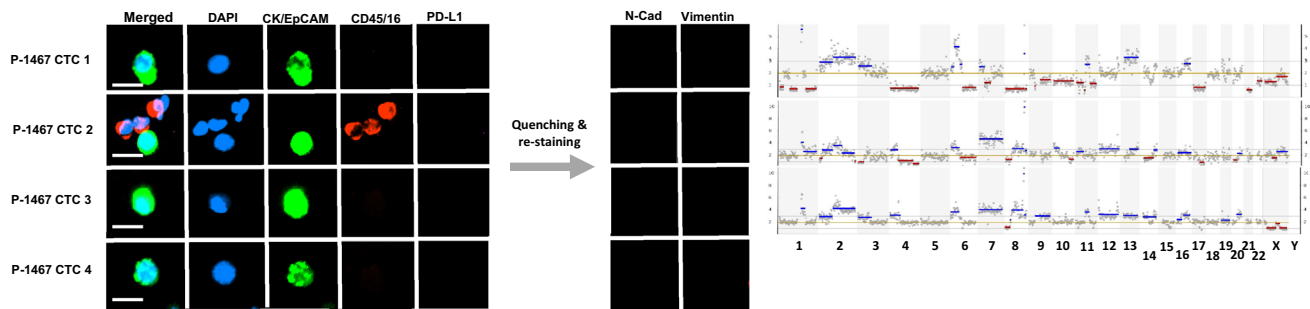 Merged DAPI CK/EpCAM CD45/16 PD-L1
N-Cad Vimentin
P-1467 CTC 1
P-1467 CTC 2
Quenching &
re-staining
P-1467 CTC 3
P-1467 CTC 4
1 2 3 4 5 6 7 8 9 10 11 12 13 14 15 16 17 18 19 20 21 22 X Y